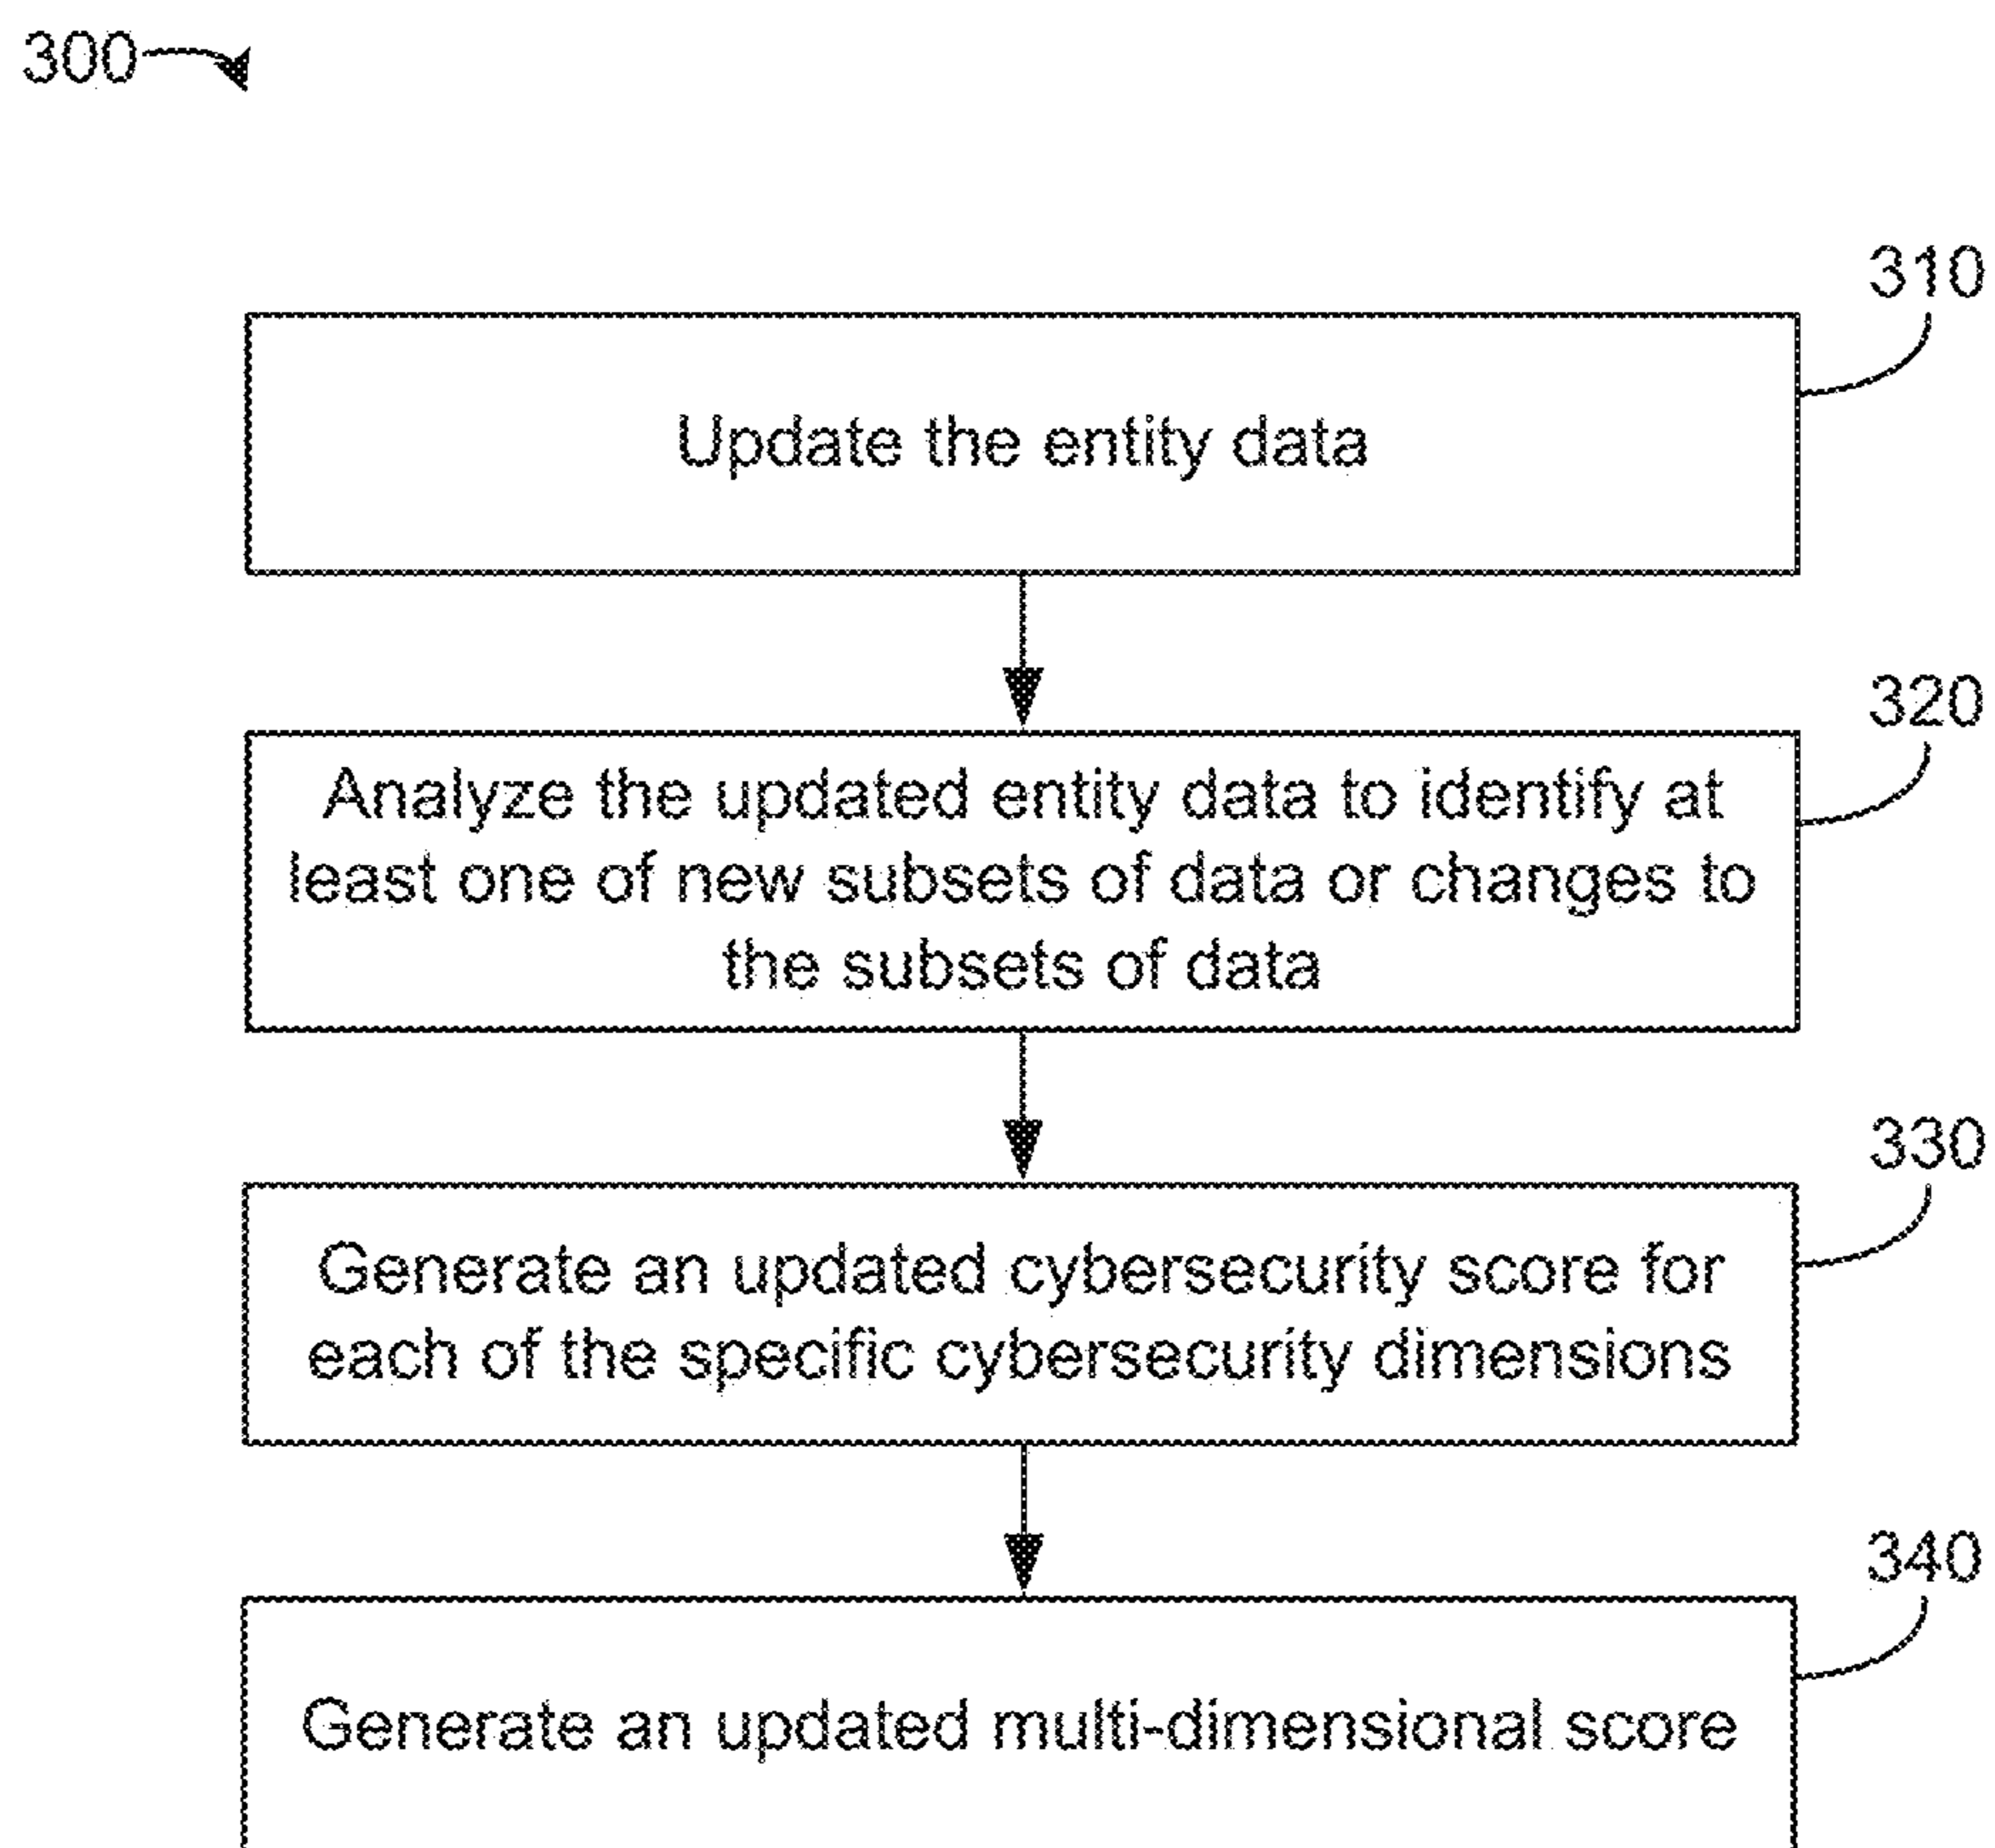 300
310
Update the entity data
320
Analyze the updated entity data to identify at
least one of new subsets of data or changes to
the subsets of data
330
Generate an updated cybersecurity score for
each of the specific cybersecurity dimensions
340
Generate an updated multi-dimensional score